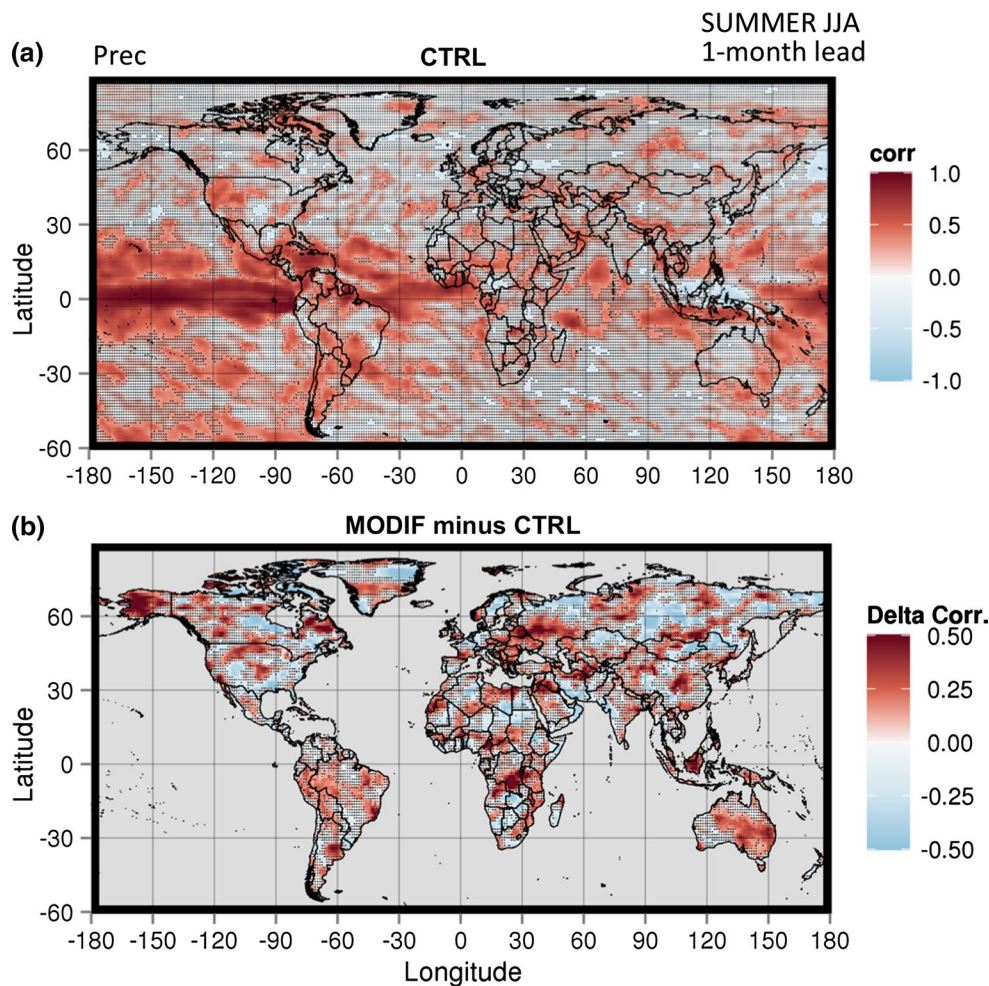 (a)
Prec
CTRL
SUMMER JJA
1-month lead
Latitude
60
30
0
-30
-60
-180 -150 -120 -90 -60 -30 0 30 60 90 120 150 180
corr
1.0
0.5
0.0
-0.5
-1.0
(b)
MODIF minus CTRL
Latitude
60
30
0
-30
-60
-180 -150 -120 -90 -60 -30 0 30 60 90 120 150 180
Longitude
Delta Corr.
0.50
0.25
0.00
-0.25
-0.50